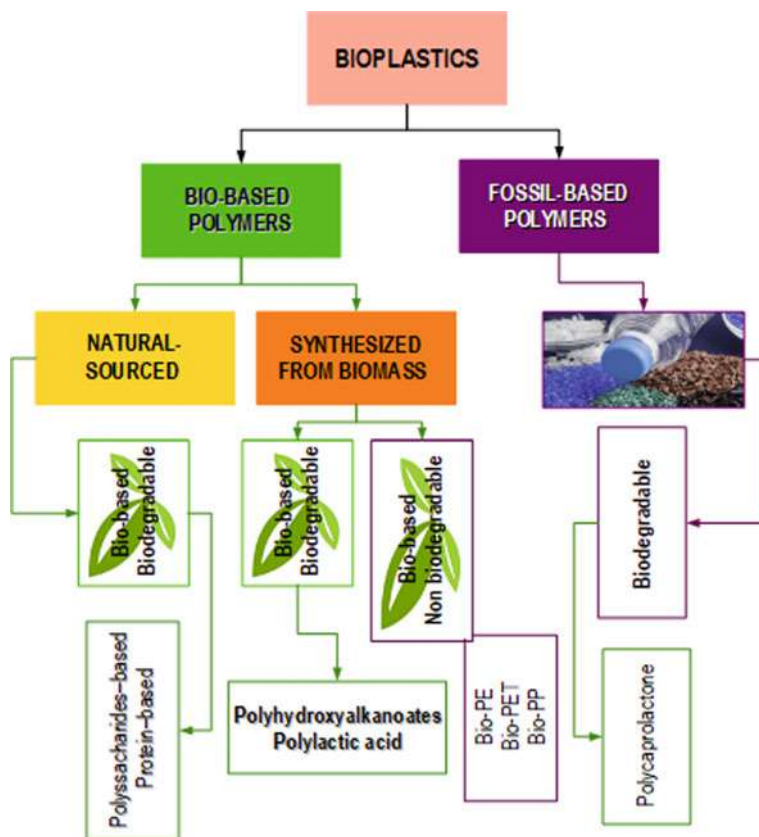 BIOPLASTICS
BIO-BASED
POLYMERS
FOSSIL-BASED
POLYMERS
NATURAL-
SOURCED
SYNTHESIZED
FROM BIOMASS
Bio-based
Biodegradable
Bio-based
Biodegradable
Bio-based
Non biodegradable
Biodegradable
Polyssacharides–based
Protein–based
Polyhydroxyalkanoates
Polylactic acid
Bio-PE
Bio-PET
Bio-PP
Polycaprolactone